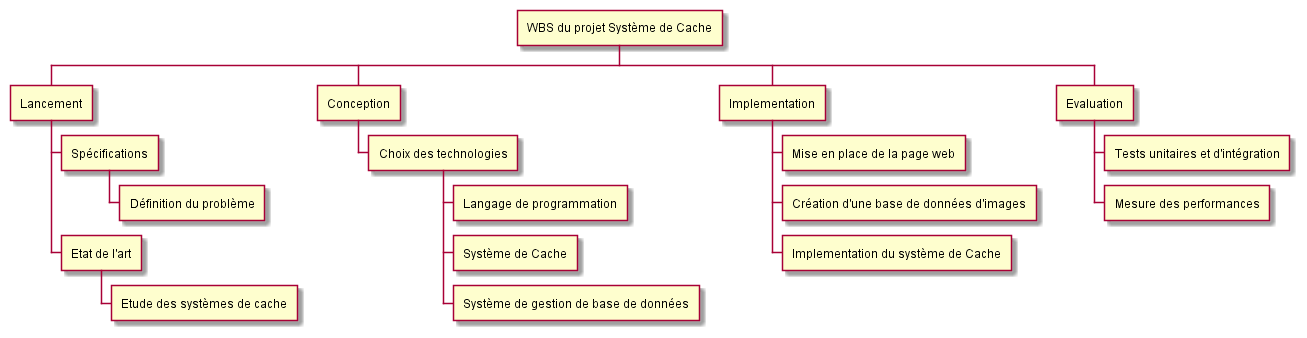 WBS du projet Système de Cache
Lancement
Spécifications
Définition du problème
Etat de l'art
Etude des systèmes de cache
Conception
Choix des technologies
Langage de programmation
Système de Cache
Système de gestion de base de données
Implementation
Mise en place de la page web
Création d'une base de données d'images
Implementation du système de Cache
Evaluation
Tests unitaires et d'intégration
Mesure des performances